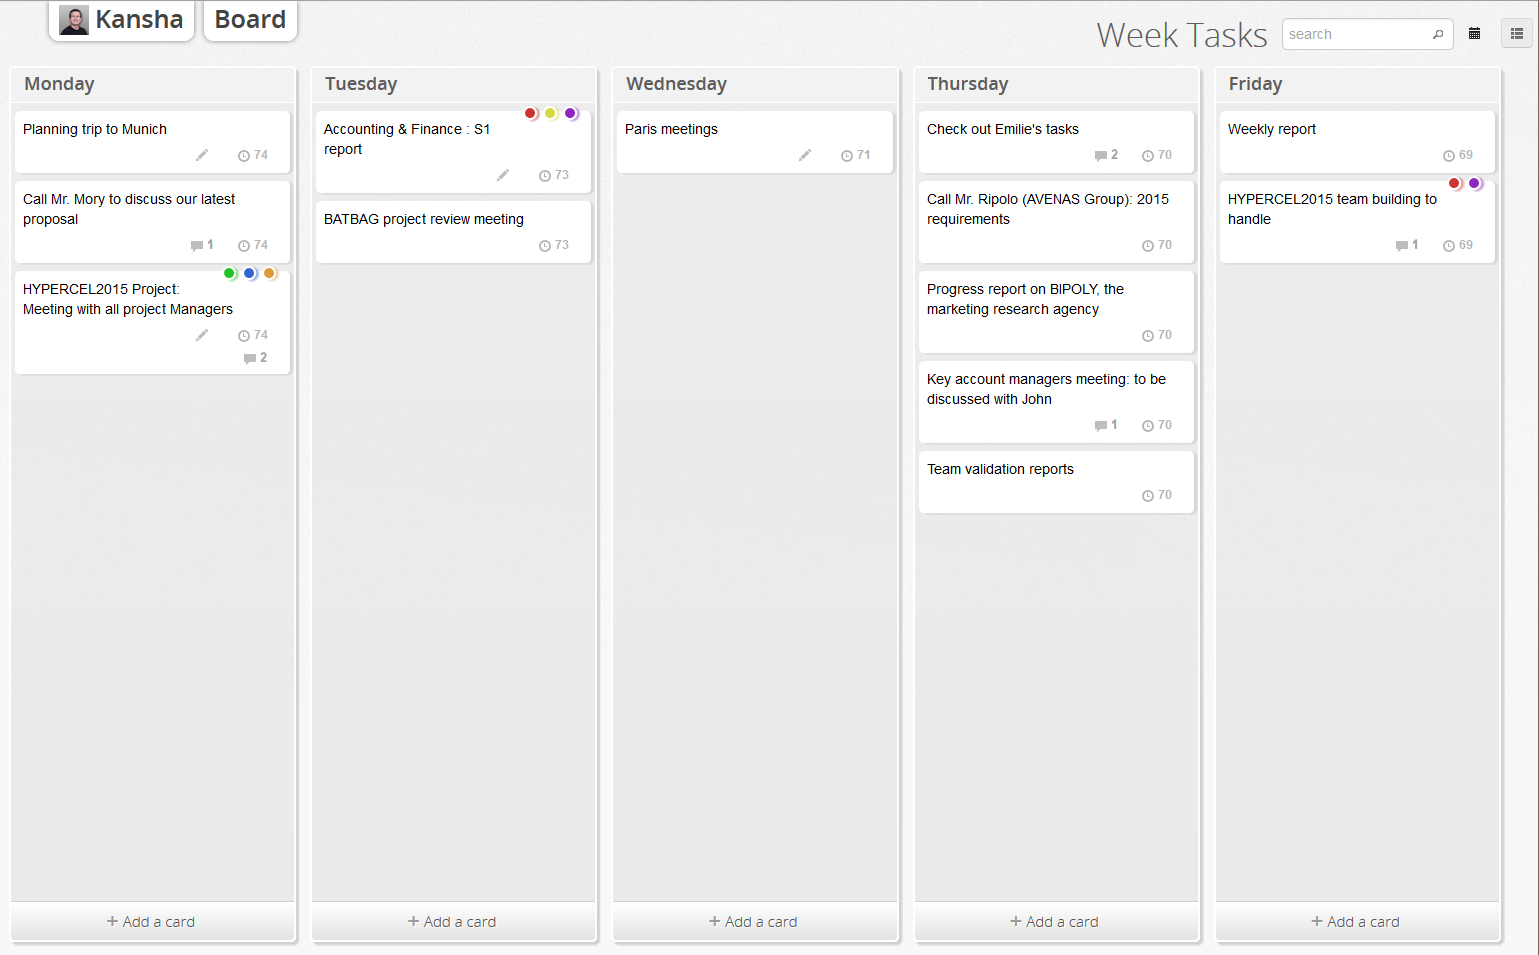 Kansha
Board
Week Tasks
search
Monday
Planning trip to Munich
74
Call Mr. Mory to discuss our latest
proposal
1 74
HYPERCEL2015 Project:
Meeting with all project Managers
74
2
+ Add a card
Tuesday
Accounting & Finance : S1
report
73
BATBAG project review meeting
73
+ Add a card
Wednesday
Paris meetings
71
+ Add a card
Thursday
Check out Emilie's tasks
2 70
Call Mr. Ripolo (AVENAS Group): 2015
requirements
70
Progress report on BIPOLY, the
marketing research agency
70
Key account managers meeting: to be
discussed with John
1 70
Team validation reports
70
+ Add a card
Friday
Weekly report
69
HYPERCEL2015 team building to
handle
1 69
+ Add a card